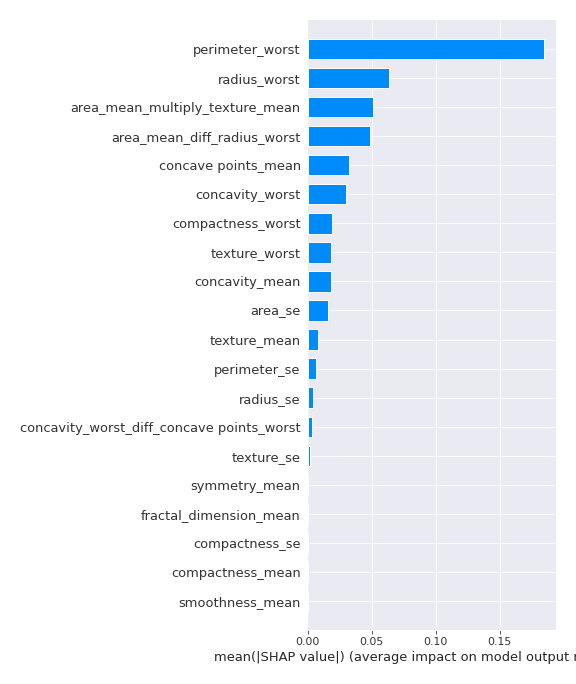 perimeter_worst
radius_worst
area_mean_multiply_texture_mean
area_mean_diff_radius_worst
concave points_mean
concavity_worst
compactness_worst
texture_worst
concavity_mean
area_se
texture_mean
perimeter_se
radius_se
concavity_worst_diff_concave points_worst
texture_se
symmetry_mean
fractal_dimension_mean
compactness_se
compactness_mean
smoothness_mean
0.00 0.05 0.10 0.15
mean(|SHAP value|) (average impact on model output